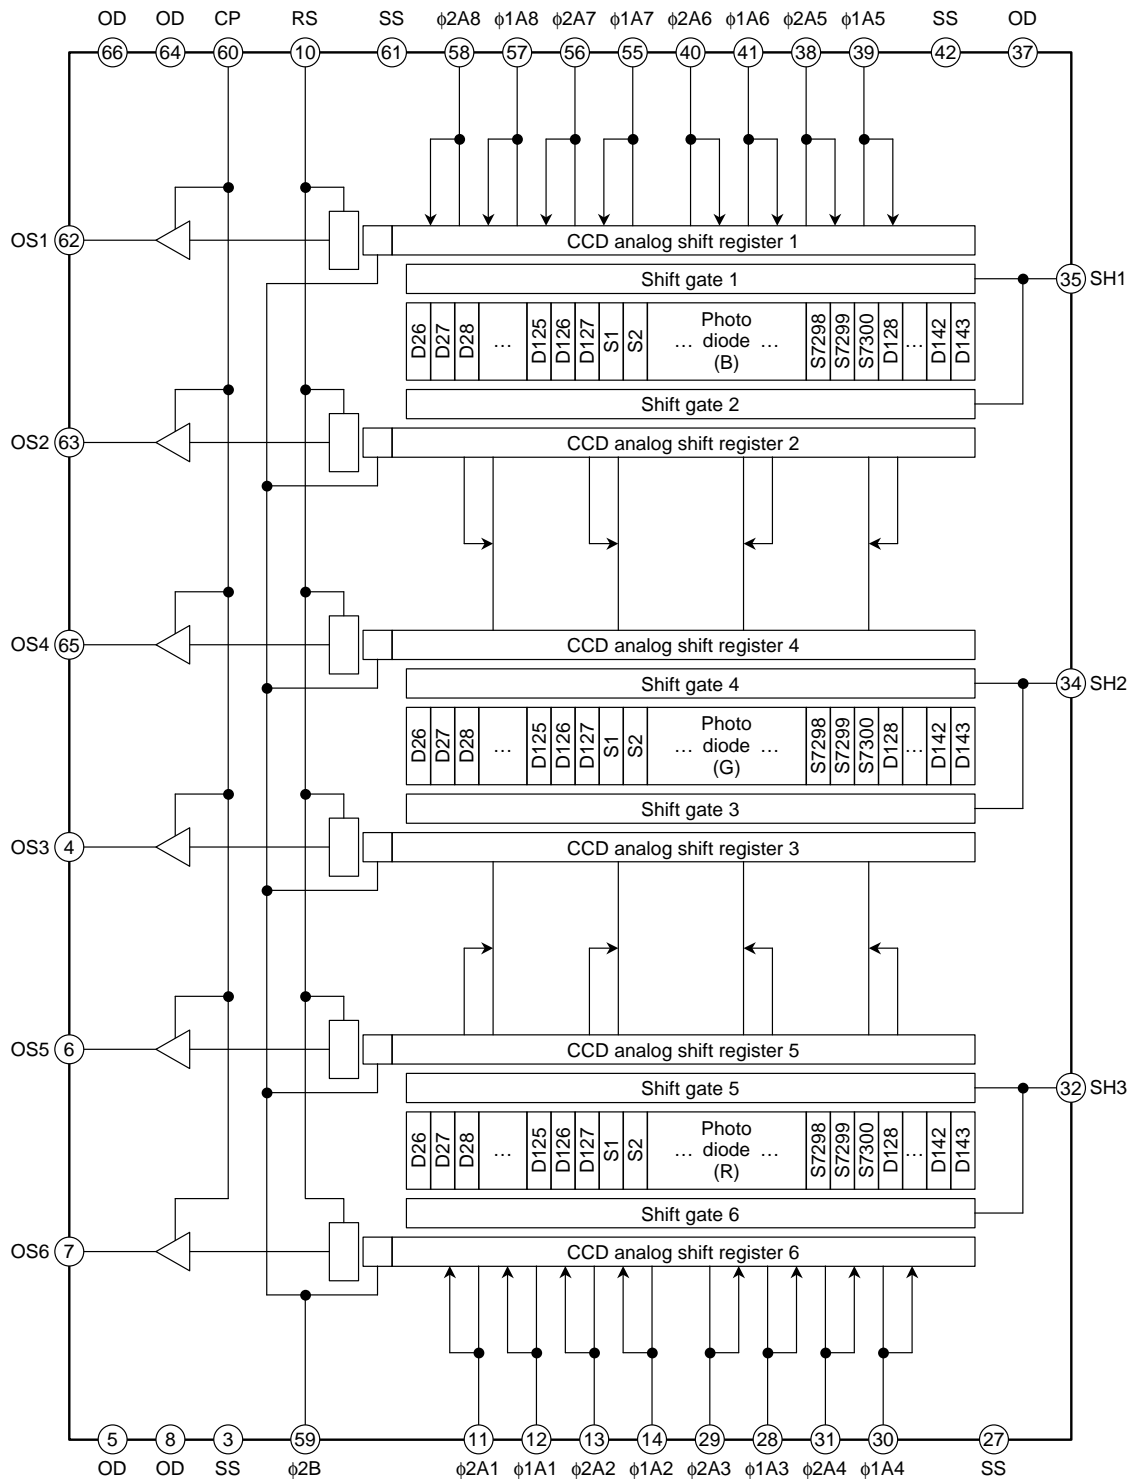 OD OD CP RS SS ϕ2A8 ϕ1A8 ϕ2A7 ϕ1A7 ϕ2A6 ϕ1A6 ϕ2A5 ϕ1A5 SS OD
66 64 60 10 61 58 57 56 55 40 41 38 39 42 37
OS1 62 CCD analog shift register 1
Shift gate 1 35 SH1
D26 D27 D28 … D125 D126 D127 S1 S2 … Photo diode (B) … S7298 S7299 S7300 D128 … D142 D143
Shift gate 2
OS2 63 CCD analog shift register 2
OS4 65 CCD analog shift register 4
Shift gate 4 34 SH2
D26 D27 D28 … D125 D126 D127 S1 S2 … Photo diode (G) … S7298 S7299 S7300 D128 … D142 D143
Shift gate 3
OS3 4 CCD analog shift register 3
OS5 6 CCD analog shift register 5
Shift gate 5 32 SH3
D26 D27 D28 … D125 D126 D127 S1 S2 … Photo diode (R) … S7298 S7299 S7300 D128 … D142 D143
Shift gate 6
OS6 7 CCD analog shift register 6
5 8 3 59 11 12 13 14 29 28 31 30 27
OD OD SS ϕ2B ϕ2A1 ϕ1A1 ϕ2A2 ϕ1A2 ϕ2A3 ϕ1A3 ϕ2A4 ϕ1A4 SS